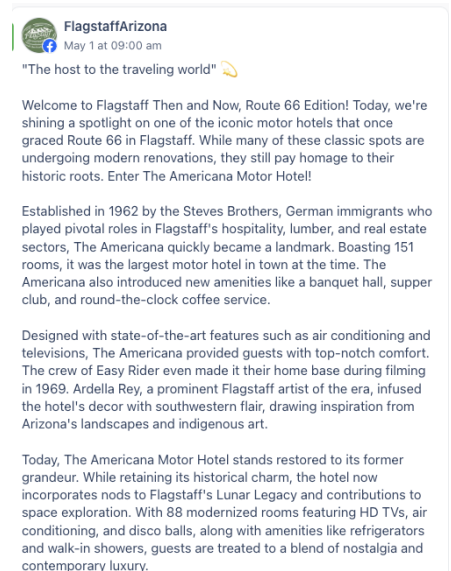 FlagstaffArizona
May 1 at 09:00 am
"The host to the traveling world" 💫
Welcome to Flagstaff Then and Now, Route 66 Edition! Today, we're
shining a spotlight on one of the iconic motor hotels that once
graced Route 66 in Flagstaff. While many of these classic spots are
undergoing modern renovations, they still pay homage to their
historic roots. Enter The Americana Motor Hotel!
Established in 1962 by the Steves Brothers, German immigrants who
played pivotal roles in Flagstaff's hospitality, lumber, and real estate
sectors, The Americana quickly became a landmark. Boasting 151
rooms, it was the largest motor hotel in town at the time. The
Americana also introduced new amenities like a banquet hall, supper
club, and round-the-clock coffee service.
Designed with state-of-the-art features such as air conditioning and
televisions, The Americana provided guests with top-notch comfort.
The crew of Easy Rider even made it their home base during filming
in 1969. Ardella Rey, a prominent Flagstaff artist of the era, infused
the hotel's decor with southwestern flair, drawing inspiration from
Arizona's landscapes and indigenous art.
Today, The Americana Motor Hotel stands restored to its former
grandeur. While retaining its historical charm, the hotel now
incorporates nods to Flagstaff's Lunar Legacy and contributions to
space exploration. With 88 modernized rooms featuring HD TVs, air
conditioning, and disco balls, along with amenities like refrigerators
and walk-in showers, guests are treated to a blend of nostalgia and
contemporary luxury.